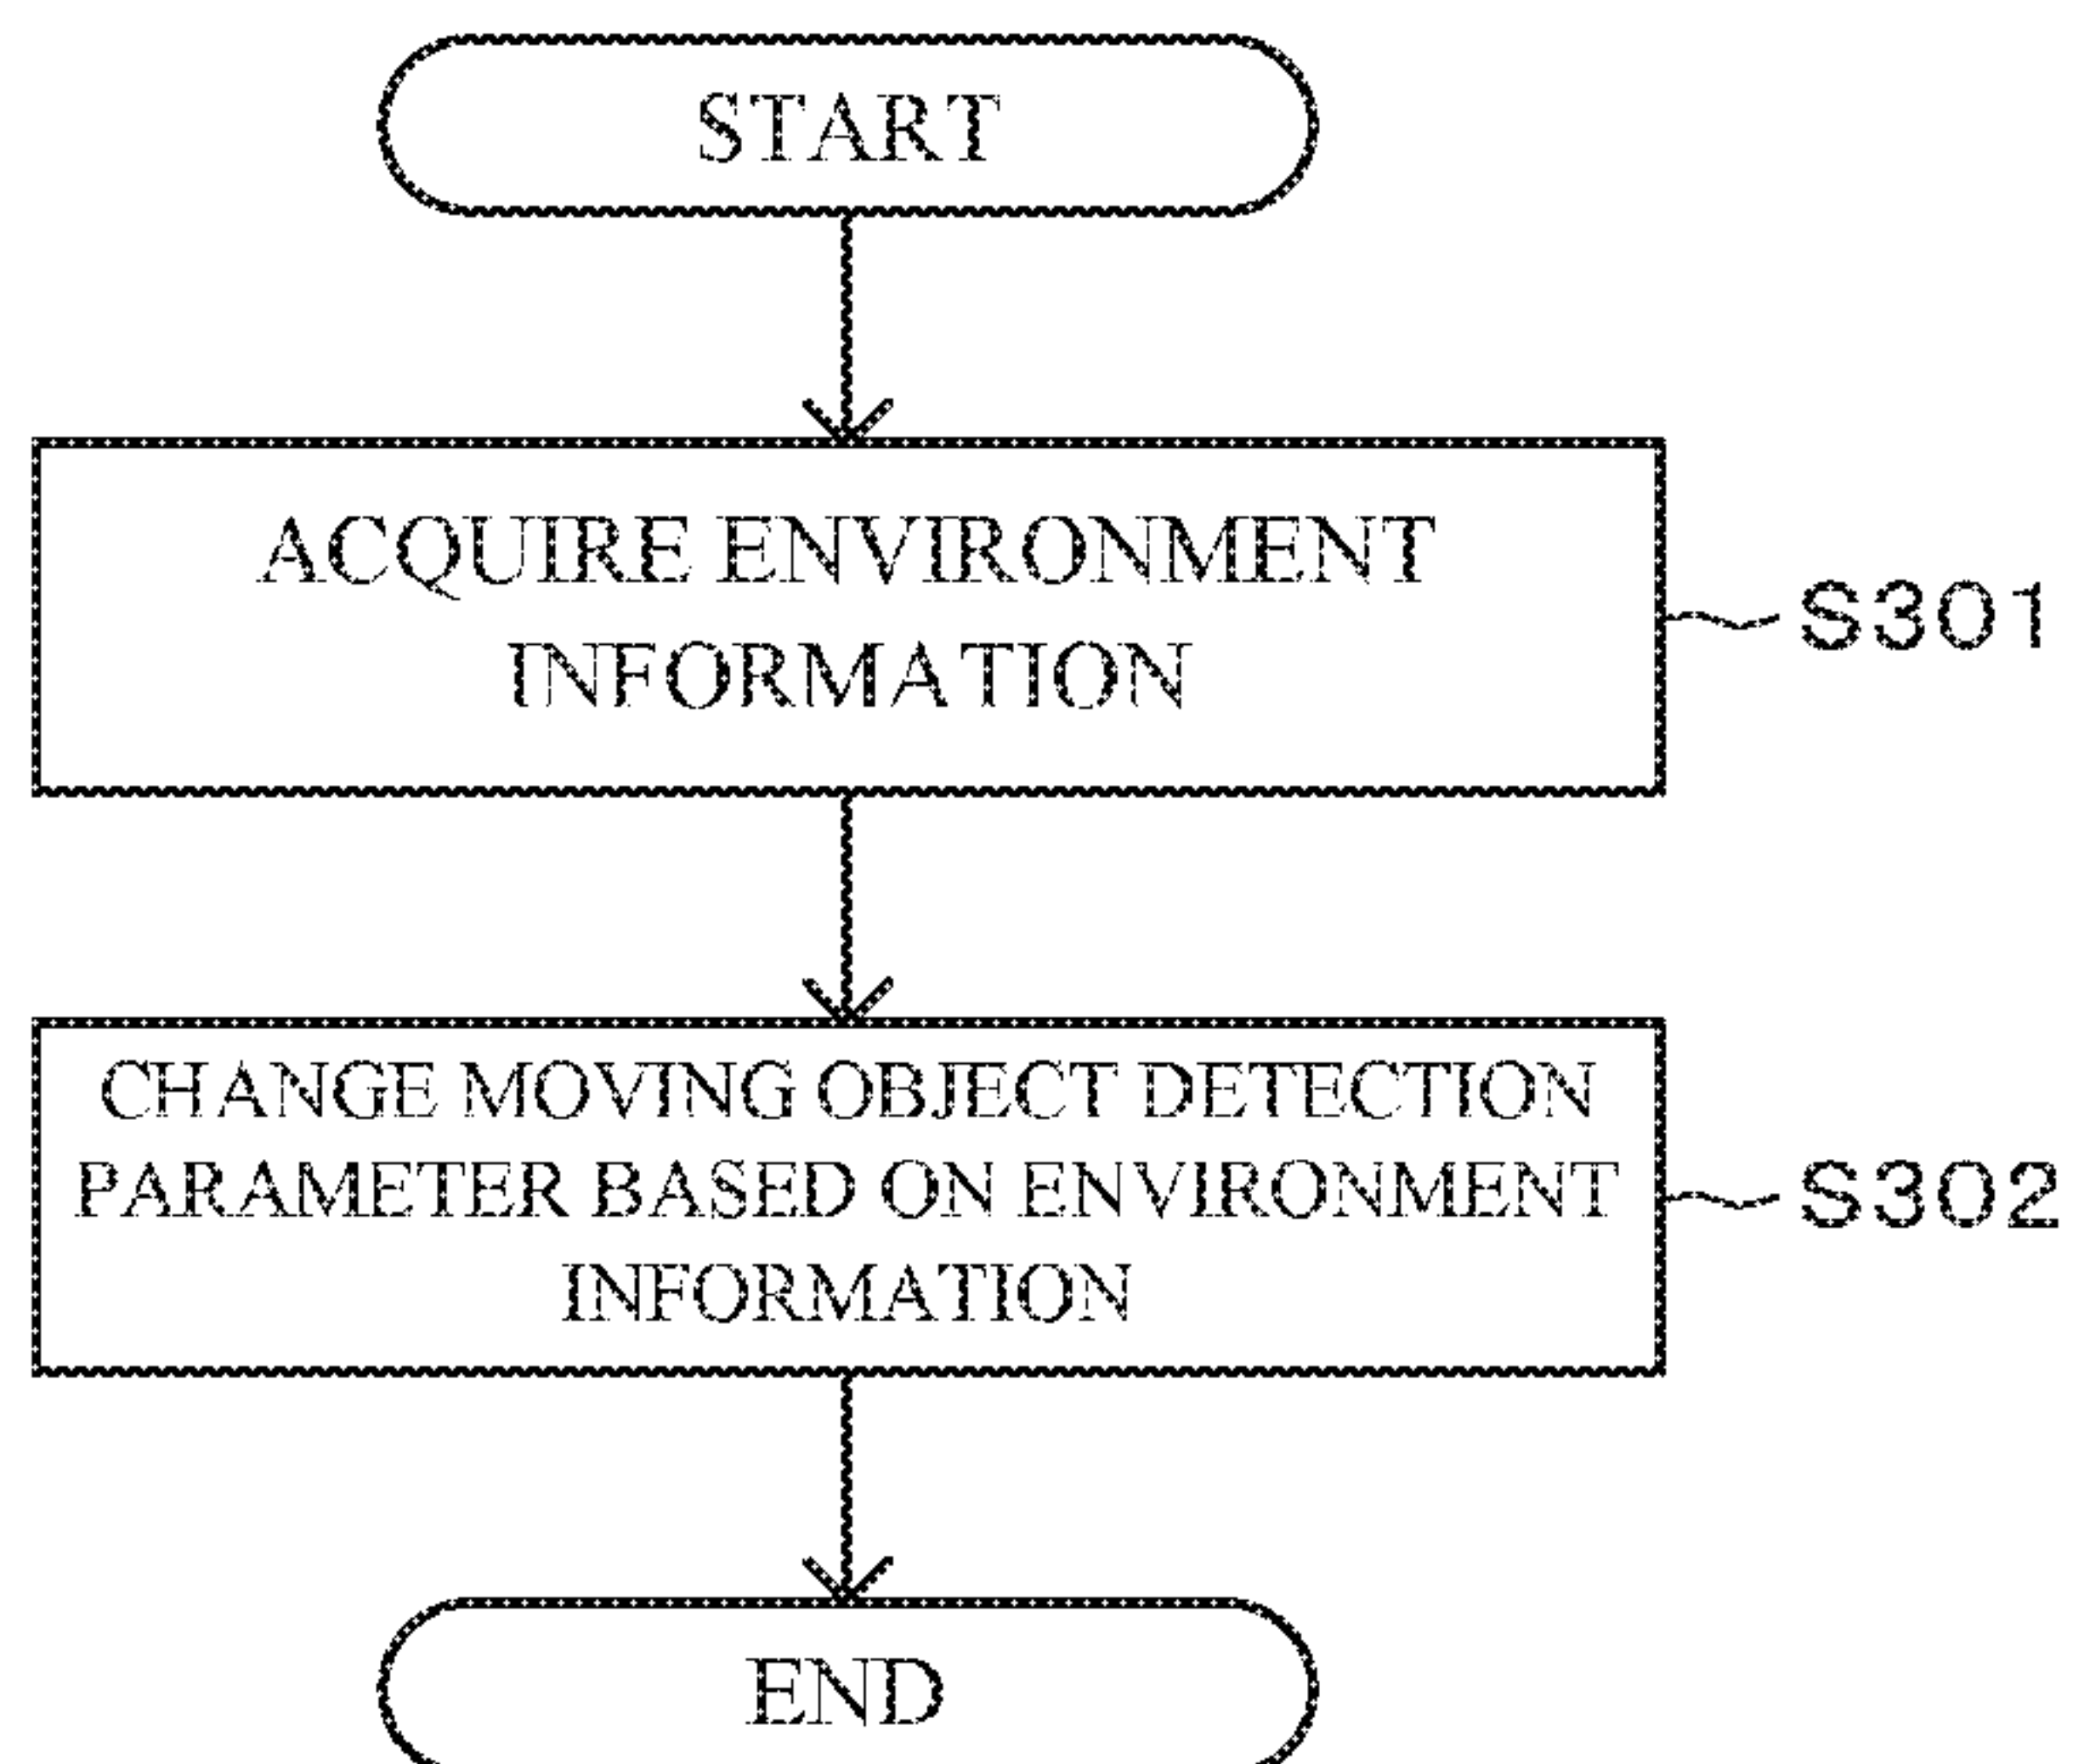 START
ACQUIRE ENVIRONMENT
INFORMATION
S301
CHANGE MOVING OBJECT DETECTION
PARAMETER BASED ON ENVIRONMENT
INFORMATION
S302
END